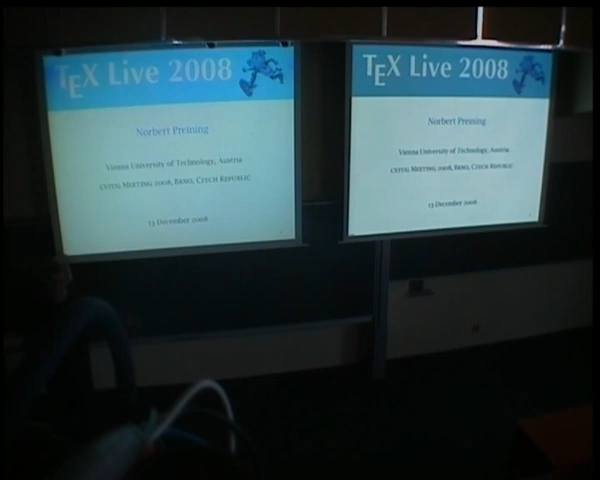 TEX Live 2008
Norbert Preining
Vienna University of Technology, Austria
CSTUG MEETING 2008, BRNO, CZECH REPUBLIC
13 December 2008
TEX Live 2008
Norbert Preining
Vienna University of Technology, Austria
CSTUG MEETING 2008, BRNO, CZECH REPUBLIC
13 December 2008